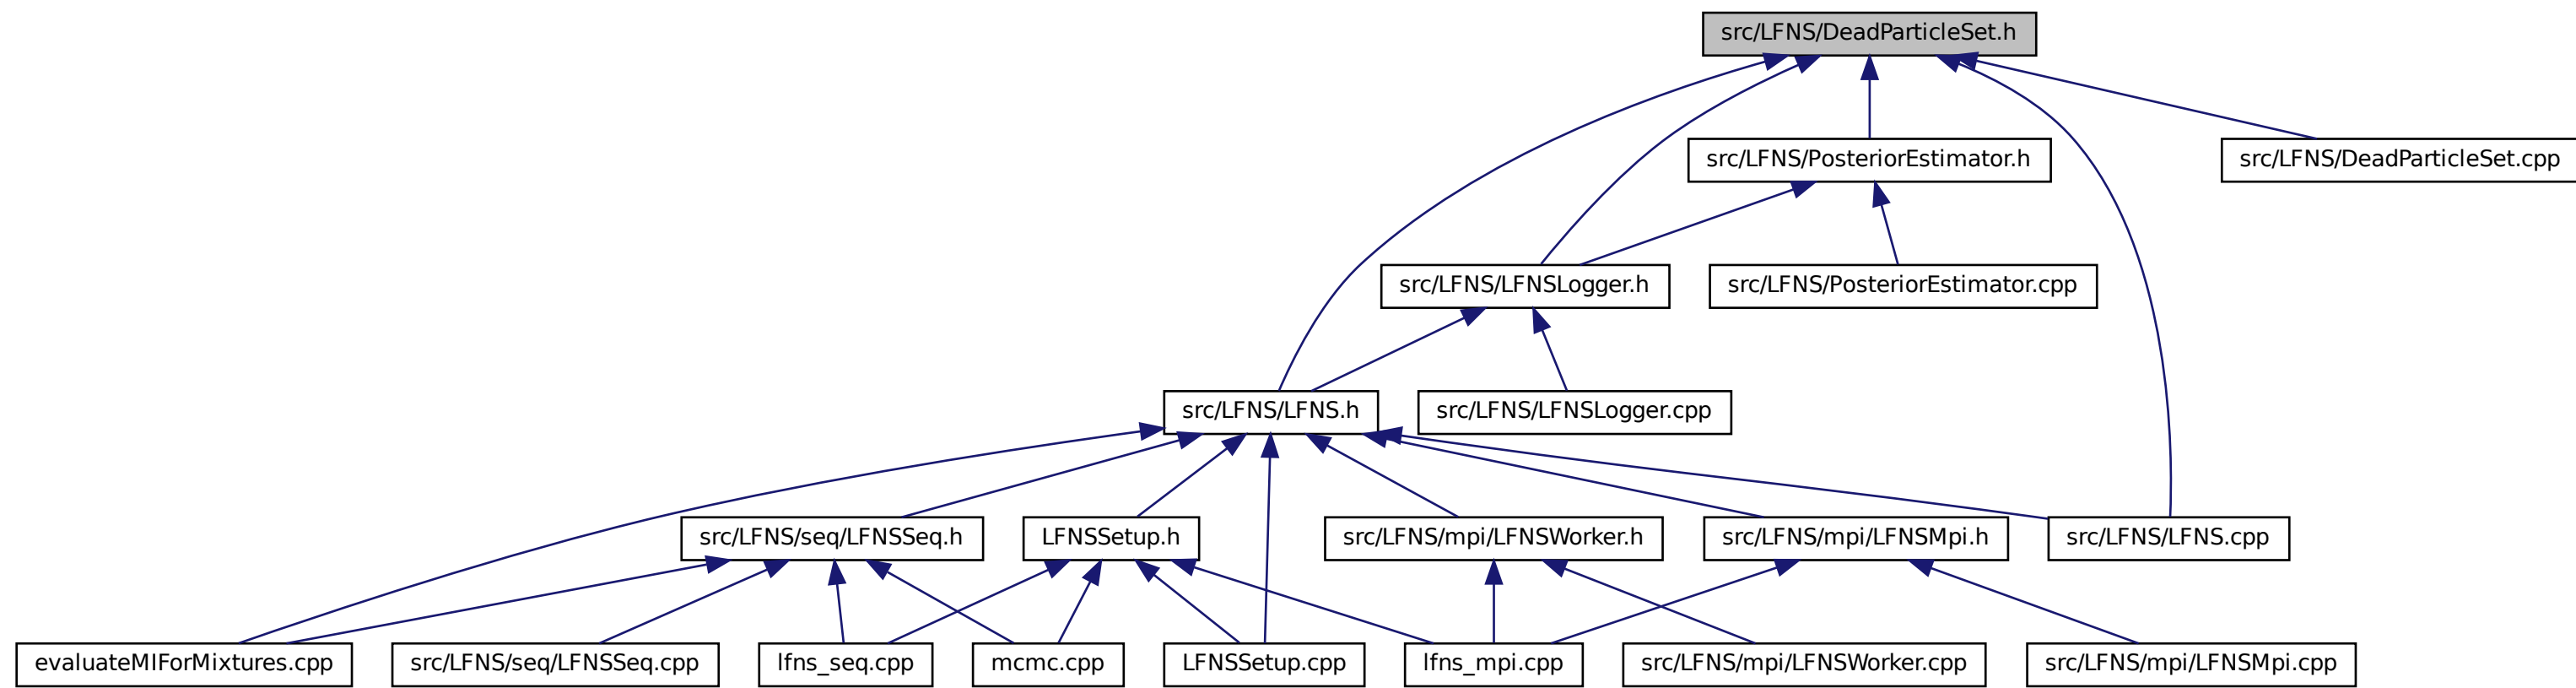 src/LFNS/DeadParticleSet.h
src/LFNS/PosteriorEstimator.h
src/LFNS/DeadParticleSet.cpp
src/LFNS/LFNSLogger.h
src/LFNS/PosteriorEstimator.cpp
src/LFNS/LFNS.h
src/LFNS/LFNSLogger.cpp
src/LFNS/seq/LFNSSeq.h
LFNSSetup.h
src/LFNS/mpi/LFNSWorker.h
src/LFNS/mpi/LFNSMpi.h
src/LFNS/LFNS.cpp
evaluateMIForMixtures.cpp
src/LFNS/seq/LFNSSeq.cpp
lfns_seq.cpp
mcmc.cpp
LFNSSetup.cpp
lfns_mpi.cpp
src/LFNS/mpi/LFNSWorker.cpp
src/LFNS/mpi/LFNSMpi.cpp